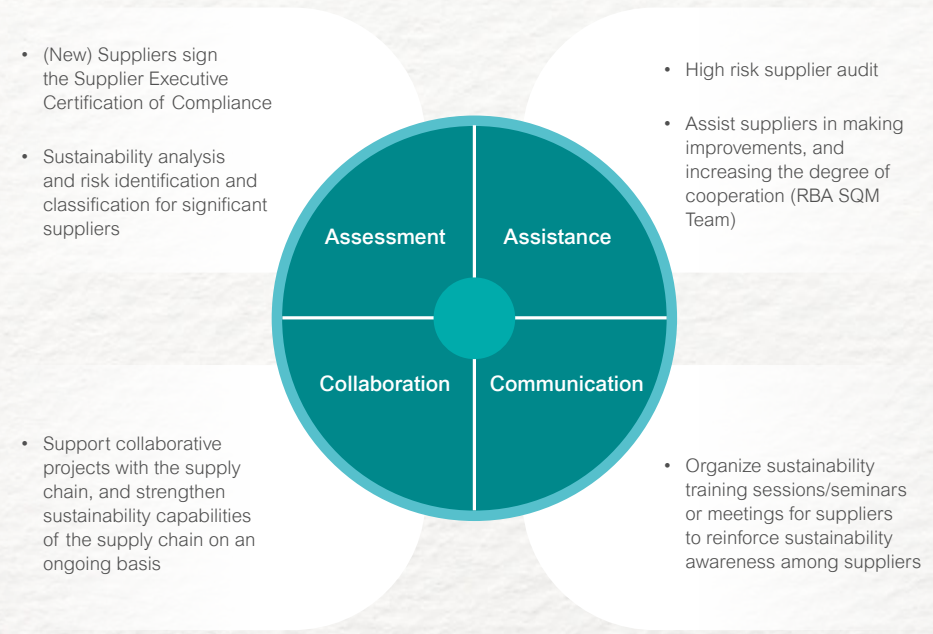 • (New) Suppliers sign
the Supplier Executive
Certification of Compliance
• Sustainability analysis
and risk identification and
classification for significant
suppliers
• High risk supplier audit
• Assist suppliers in making
improvements, and
increasing the degree of
cooperation (RBA SQM
Team)
Assessment
Assistance
Collaboration
Communication
• Support collaborative
projects with the supply
chain, and strengthen
sustainability capabilities
of the supply chain on an
ongoing basis
• Organize sustainability
training sessions/seminars
or meetings for suppliers
to reinforce sustainability
awareness among suppliers